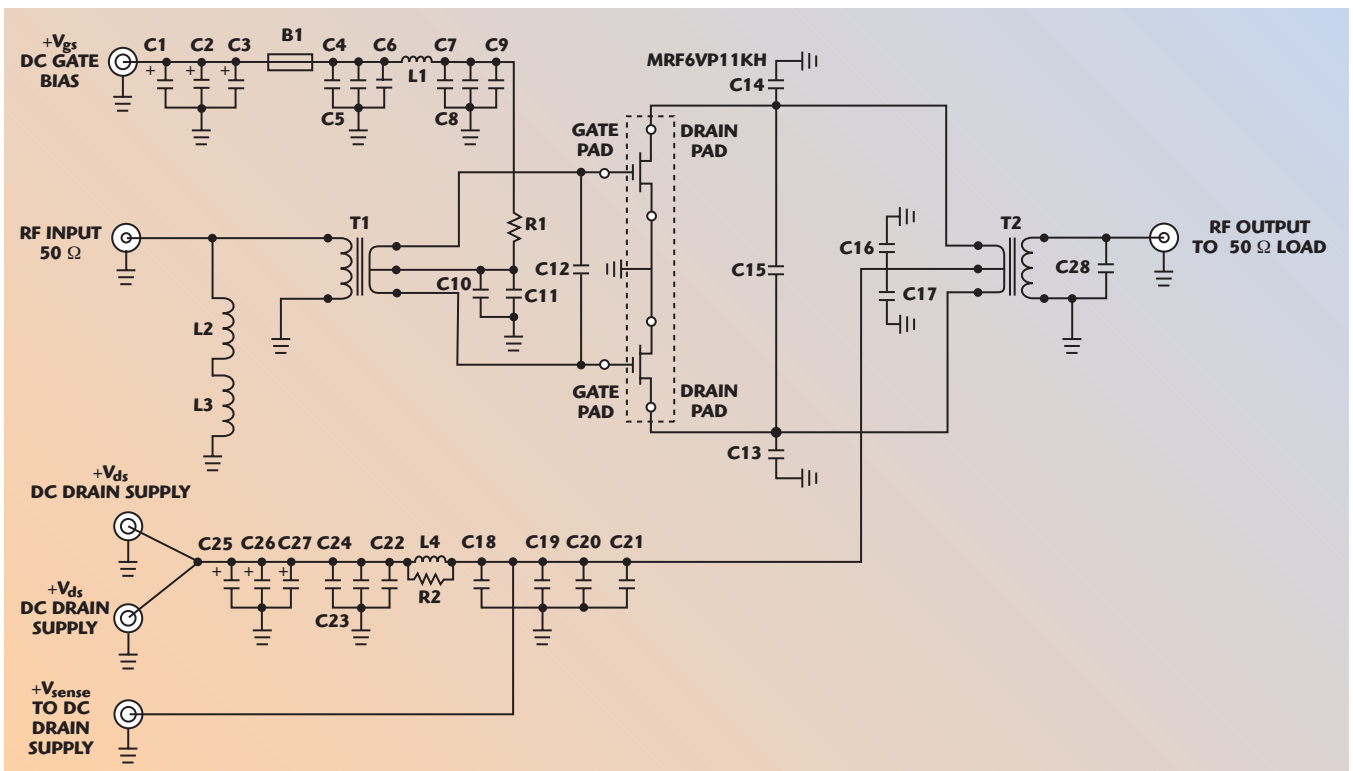 +Vgs
DC GATE
BIAS
C1
C2
C3
B1
C4
C6
L1
C7
C9
C5
C8
+
+
+
MRF6VP11KH
C14
GATE
PAD
DRAIN
PAD
RF INPUT
50 Ω
T1
R1
C10
C11
C12
C15
C16
C17
T2
C28
RF OUTPUT
TO 50 Ω LOAD
L2
L3
GATE
PAD
DRAIN
PAD
C13
+Vds
DC DRAIN SUPPLY
C25
C26
C27
C24
C22
L4
C18
C19
C20
C21
+
+
+
R2
C23
+Vds
DC DRAIN
SUPPLY
+Vsense
TO DC
DRAIN
SUPPLY